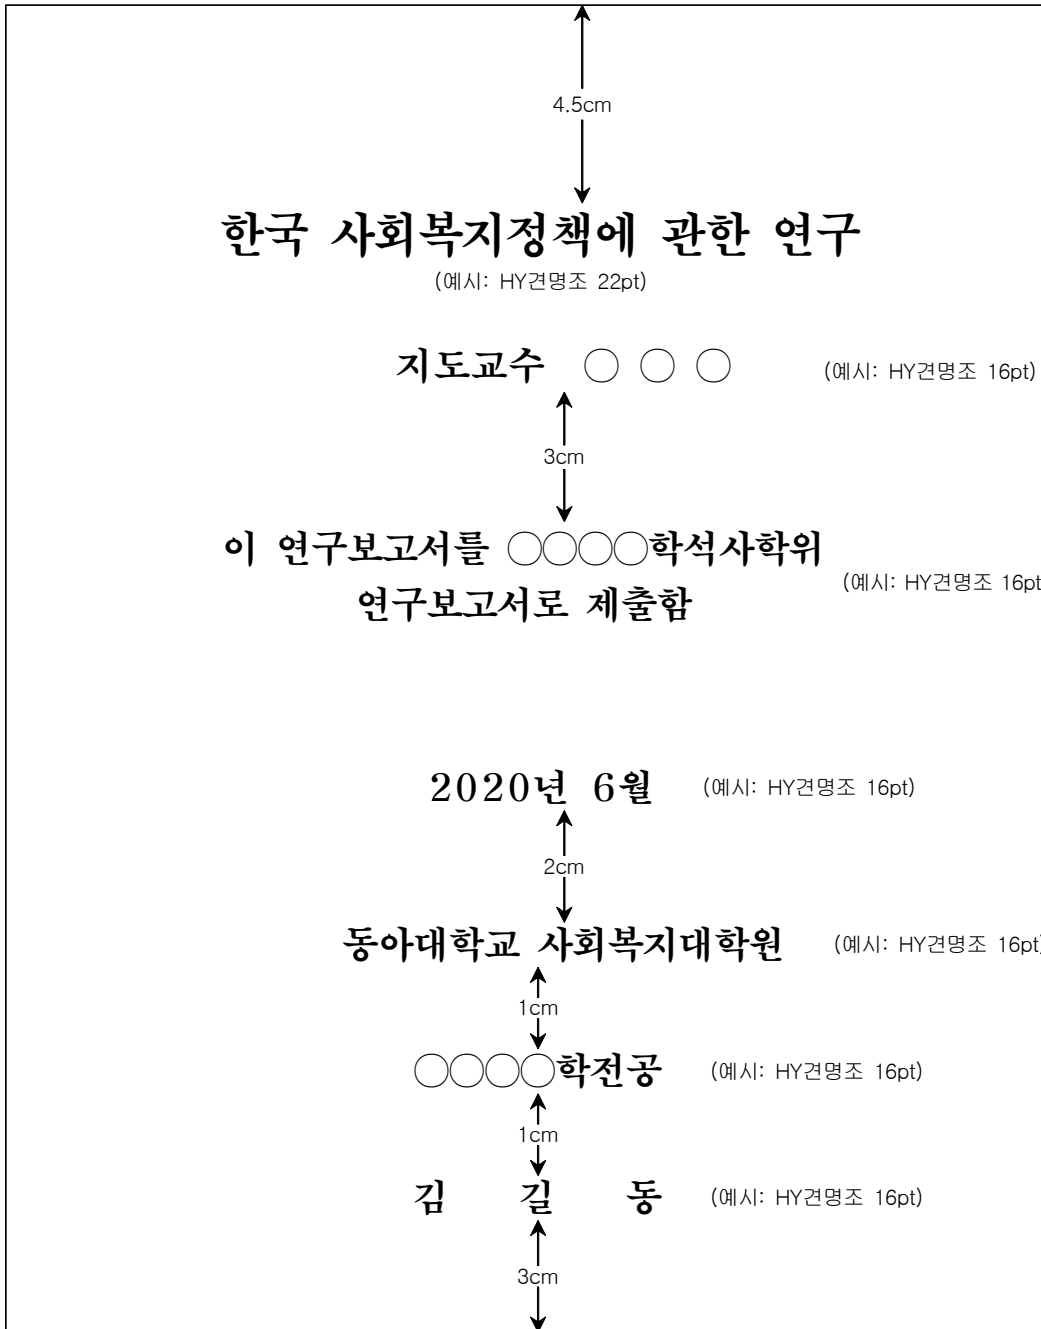 4.5cm
한국 사회복지정책에 관한 연구
(예시: HY견명조 22pt)
지도교수 ○ ○ ○ (예시: HY견명조 16pt)
3cm
이 연구보고서를 ○○○○학석사학위
(예시: HY견명조 16pt
연구보고서로 제출함
2020년 6월 (예시: HY견명조 16pt)
2cm
동아대학교 사회복지대학원 (예시: HY견명조 16pt)
1cm
○○○○학전공 (예시: HY견명조 16pt)
1cm
김 길 동 (예시: HY견명조 16pt)
3cm